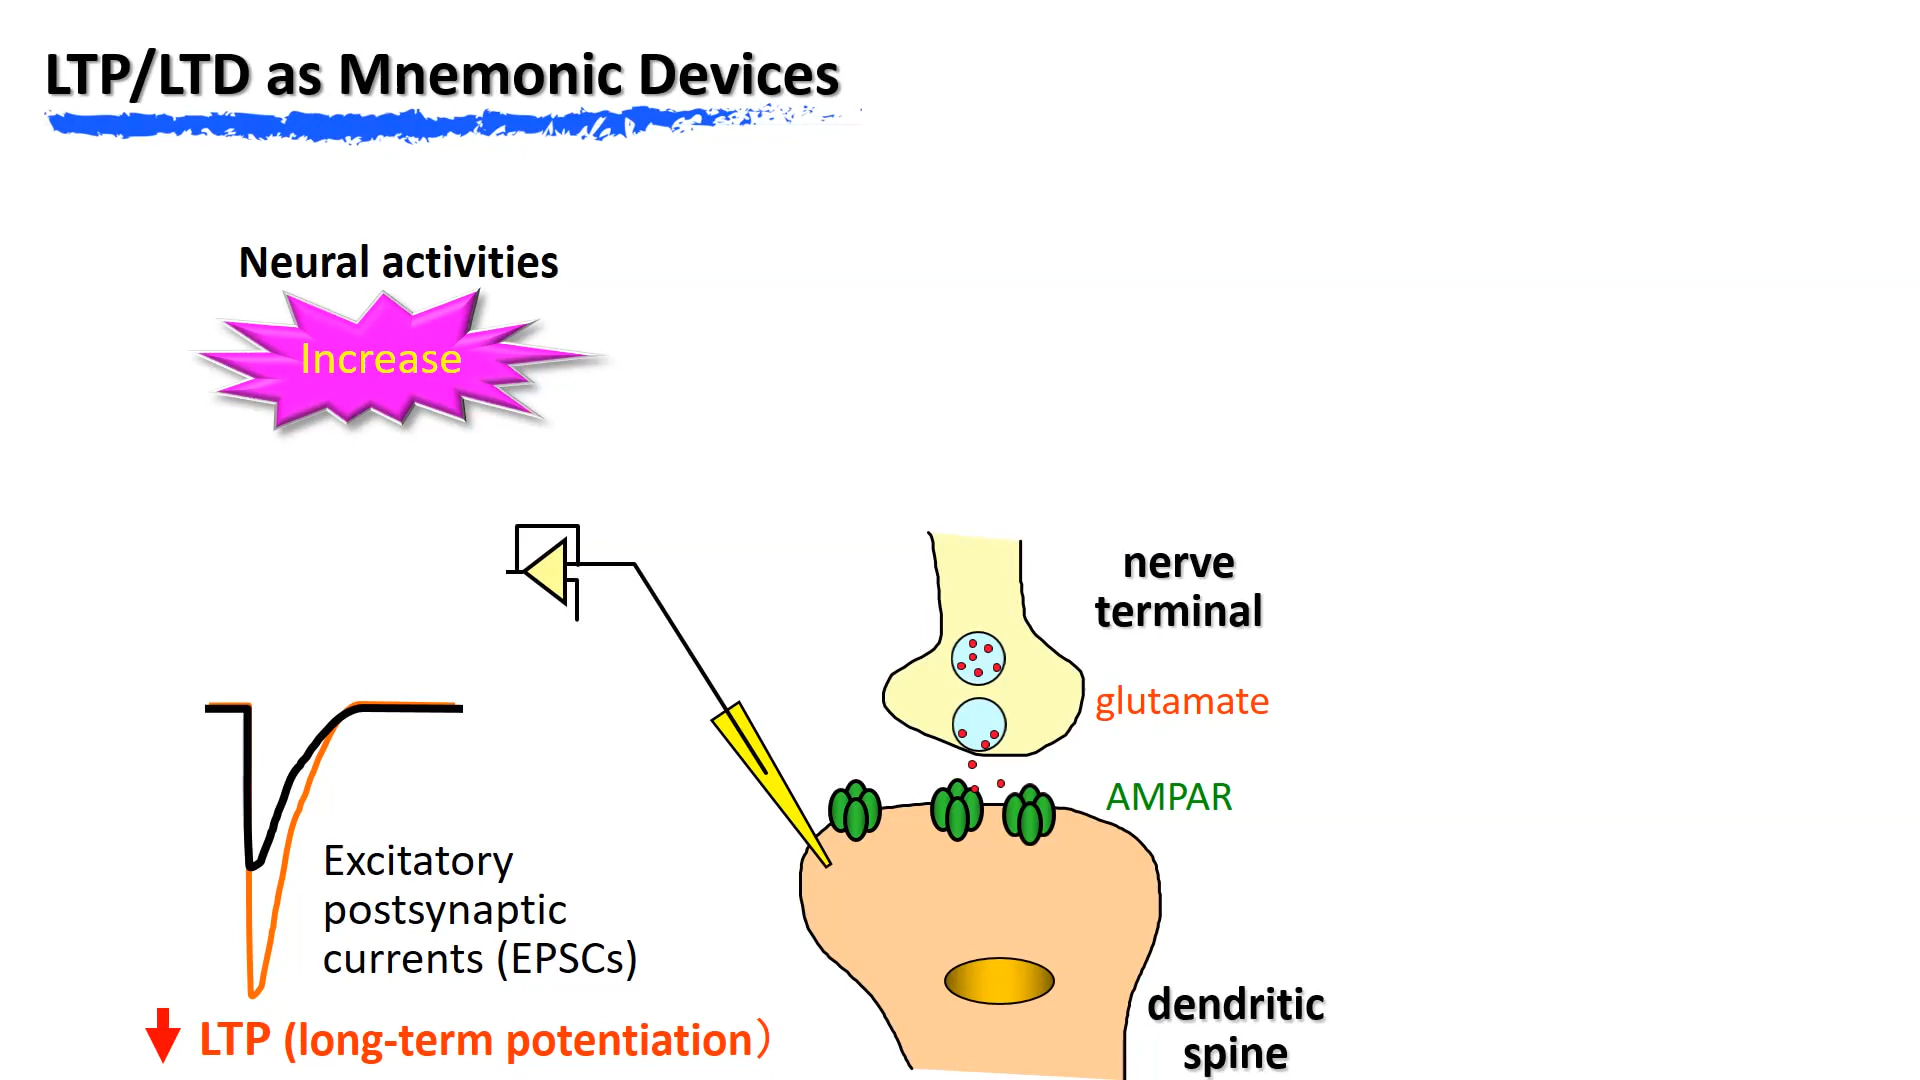 LTP/LTD as Mnemonic Devices
Neural activities
Increase
nerve
terminal
glutamate
AMPAR
Excitatory
postsynaptic
currents (EPSCs)
LTP (long-term potentiation）
dendritic
spine